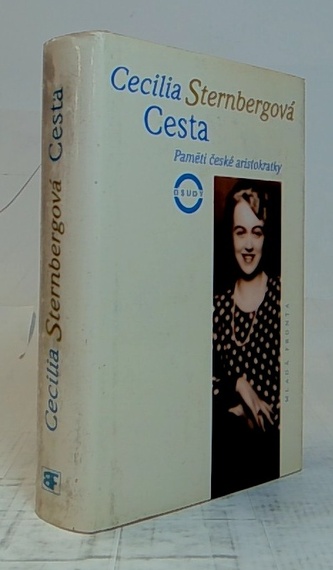 Cecilia Sternbergová
Cesta
Paměti české aristokratky
OSUDY
MLADÁ FRONTA
Cecilia Sternbergová Cesta